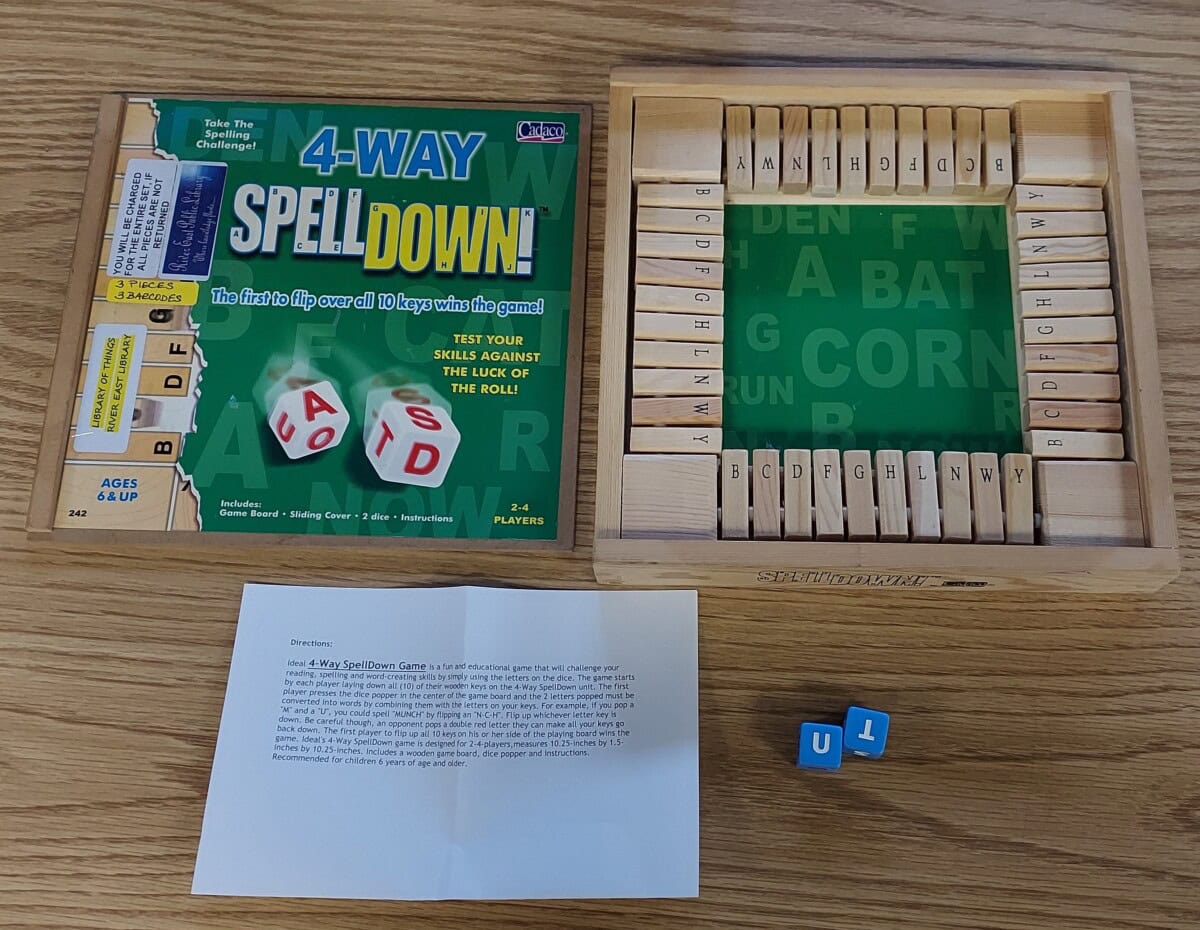 Take The
Spelling
Challenge!
4-WAY
Cadaco
SPELL DOWN!™
B D F G I K
A C E H J
The first to flip over all 10 keys wins the game!
TEST YOUR
SKILLS AGAINST
THE LUCK OF
THE ROLL!
YOU WILL BE CHARGED
FOR THE ENTIRE SET, IF
ALL PIECES ARE NOT
RETURNED
River East Public Library
3 PIECES
3 BARCODES
LIBRARY OF THINGS
RIVER EAST LIBRARY
G
F
D
B
A
U
O
S
T
D
AGES
6 & UP
242
Includes:
Game Board • Sliding Cover • 2 dice • Instructions
2-4
PLAYERS
DEN
W
B
F
CAT
A
R
NOW
Y W N L H G F D C B
B
C
D
F
G
H
L
N
W
Y
Y
W
N
L
H
G
F
D
C
B
DEN F W
H A BAT
G CORN
RUN R
B
B C D F G H L N W Y
SPELLDOWN!™ Cadaco
Directions:
Ideal 4-Way SpellDown Game is a fun and educational game that will challenge your
reading, spelling and word-creating skills by simply using the letters on the dice. The game starts
by each player laying down all (10) of their wooden keys on the 4-Way SpellDown unit. The first
player presses the dice popper in the center of the game board and the 2 letters popped must be
converted into words by combining them with the letters on your keys. For example, if you pop a
"M" and a "U", you could spell "MUNCH" by flipping an "N-C-H". Flip up whichever letter key is
down. Be careful though, an opponent pops a double red letter they can make all your keys go
back down. The first player to flip up all 10 keys on his or her side of the playing board wins the
game. Ideal's 4-Way SpellDown game is designed for 2-4-players,measures 10.25-inches by 1.5-
inches by 10.25-inches. Includes a wooden game board, dice popper and instructions.
Recommended for children 6 years of age and older.
U T